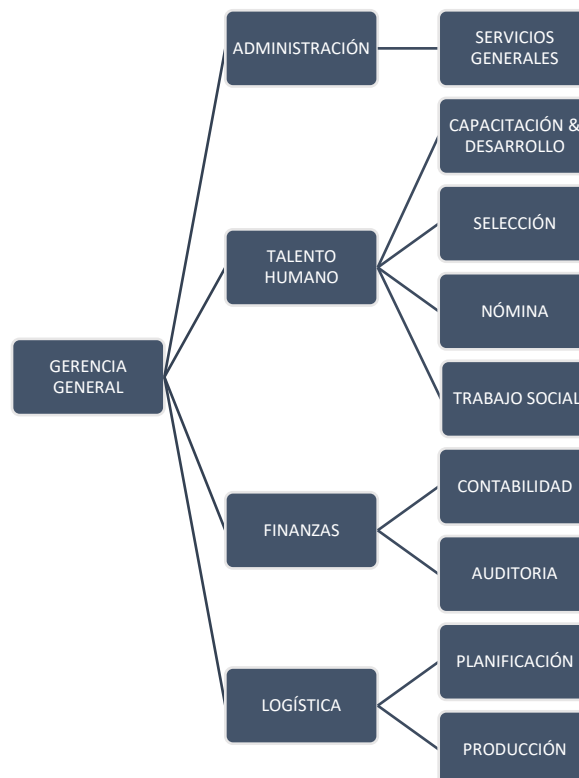 ADMINISTRACIÓN
SERVICIOS
GENERALES
CAPACITACIÓN &
DESARROLLO
SELECCIÓN
TALENTO
HUMANO
NÓMINA
GERENCIA
GENERAL
TRABAJO SOCIAL
CONTABILIDAD
FINANZAS
AUDITORIA
PLANIFICACIÓN
LOGÍSTICA
PRODUCCIÓN